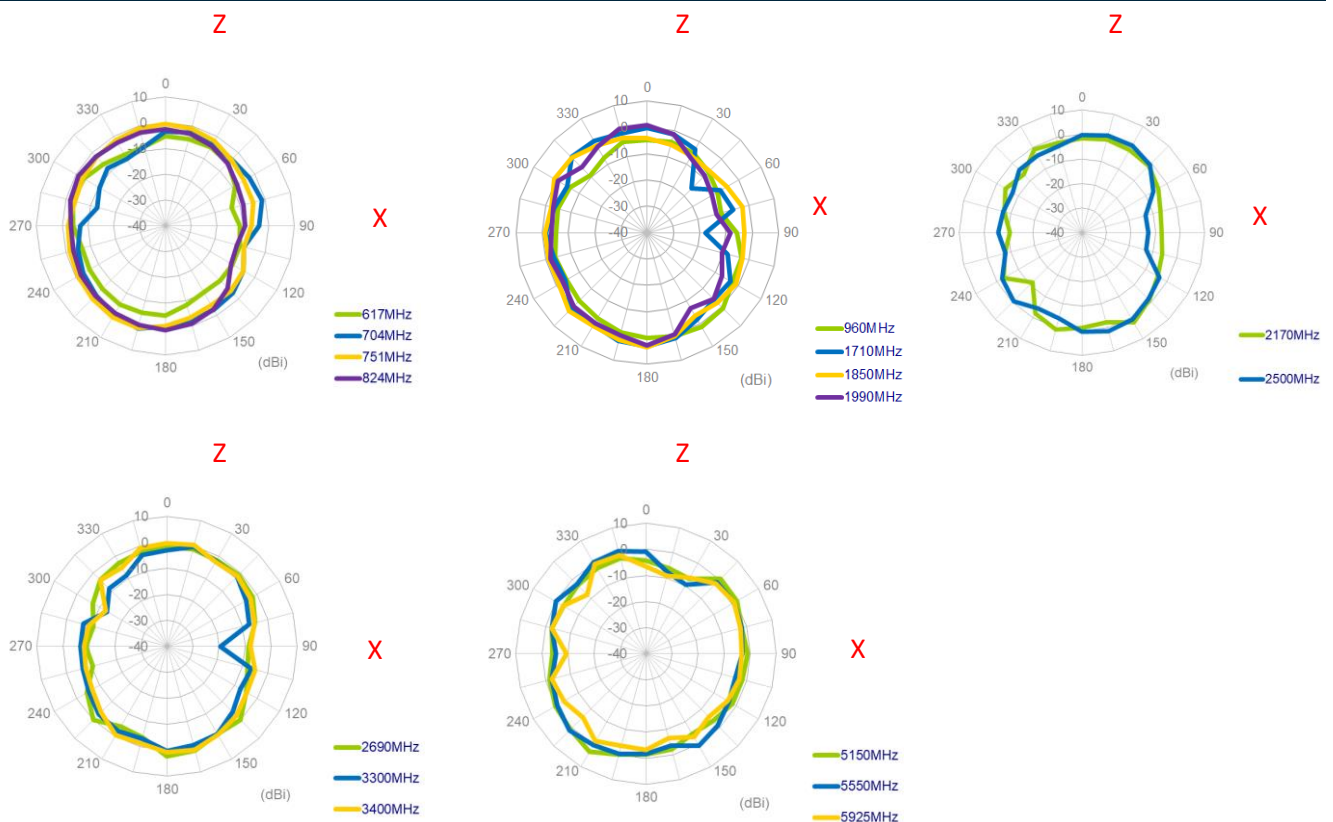 Z
0
10
330
30
0
-10
300
60
-20
-30
270
-40
90
X
240
120
210
150
180
(dBi)
617MHz
704MHz
751MHz
824MHz
Z
0
10
330
30
0
10
300
60
-20
-30
270
-40
90
X
240
120
210
150
180
(dBi)
960MHz
1710MHz
1850MHz
1990MHz
Z
0
10
330
30
0
-10
300
60
-20
-30
270
-40
90
X
240
120
210
150
180
(dBi)
2170MHz
2500MHz
Z
0
10
330
30
0
-10
300
60
-20
-30
270
-40
90
X
240
120
210
150
180
(dBi)
2690MHz
3300MHz
3400MHz
Z
0
10
330
30
0
-10
300
60
-20
-30
270
-40
90
X
240
120
210
150
180
(dBi)
5150MHz
5550MHz
5925MHz